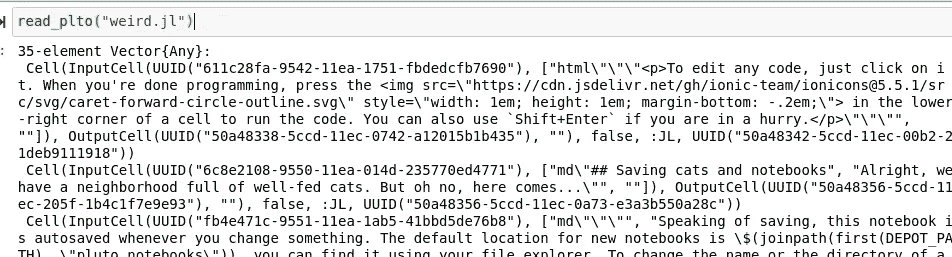 read_plto("weird.jl")
: 35-element Vector{Any}:
Cell(InputCell(UUID("611c28fa-9542-11ea-1751-fbdedcfb7690"), ["html\"\"\"<p>To edit any code, just click on i
t. When you're done programming, press the <img src=\"https://cdn.jsdelivr.net/gh/ionic-team/ionicons@5.5.1/sr
c/svg/caret-forward-circle-outline.svg\" style=\"width: 1em; height: 1em; margin-bottom: -.2em;\"> in the lower
-right corner of a cell to run the code. You can also use `Shift+Enter` if you are in a hurry.</p>\"\"\"",
""]), OutputCell(UUID("50a48338-5ccd-11ec-0742-a12015b1b435"), ""), false, :JL, UUID("50a48342-5ccd-11ec-00b2-2
1deb9111918"))
Cell(InputCell(UUID("6c8e2108-9550-11ea-014d-235770ed4771"), ["md\"## Saving cats and notebooks", "Alright, we
have a neighborhood full of well-fed cats. But oh no, here comes...\"", ""]), OutputCell(UUID("50a48356-5ccd-11
ec-205f-1b4c1f7e9e93"), ""), false, :JL, UUID("50a48356-5ccd-11ec-0a73-e3a3b550a28c"))
Cell(InputCell(UUID("fb4e471c-9551-11ea-1ab5-41bbd5de76b8"), ["md\"\"\"", "Speaking of saving, this notebook i
s autosaved whenever you change something. The default location for new notebooks is \$(joinpath(first(DEPOT_PA
TH), \"pluto_notebooks\")), you can find it using your file explorer. To change the name or the directory of a